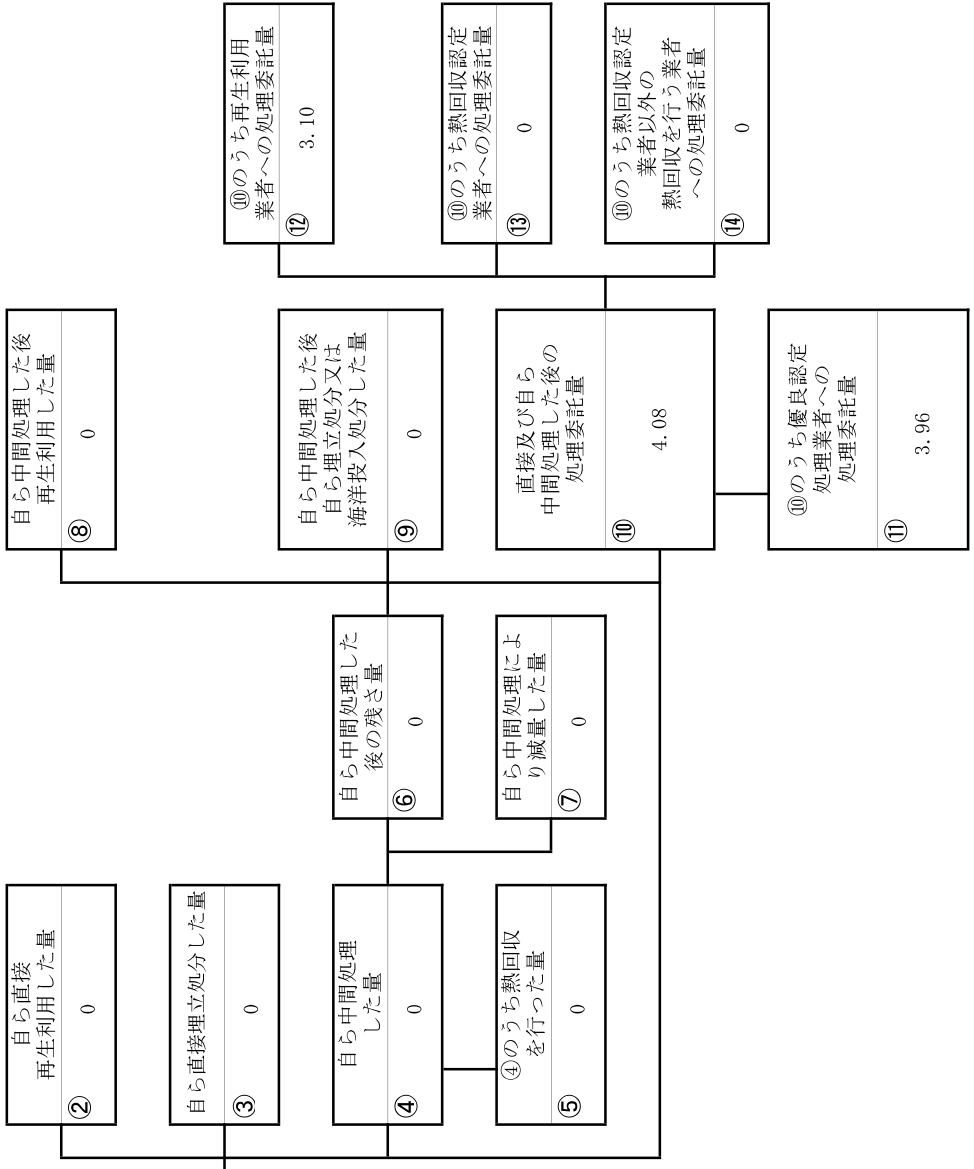 自ら直接
再生利用した量
②
0
自ら直接埋立処分した量
③
0
自ら中間処理
した量
④
0
④のうち熱回収
を行った量
⑤
0
自ら中間処理した
後の残さ量
⑥
0
自ら中間処理によ
り減量した量
⑦
0
自ら中間処理した後
再生利用した量
⑧
0
自ら中間処理した後
自ら埋立処分又は
海洋投入処分した量
⑨
0
直接及び自ら
中間処理した後の
処理委託量
⑩
4.08
⑩のうち優良認定
処理業者への
処理委託量
⑪
3.96
⑩のうち再生利用
業者への処理委託量
⑫
3.10
⑩のうち熱回収認定
業者への処理委託量
⑬
0
⑩のうち熱回収認定
業者以外の
熱回収を行う業者
への処理委託量
⑭
0